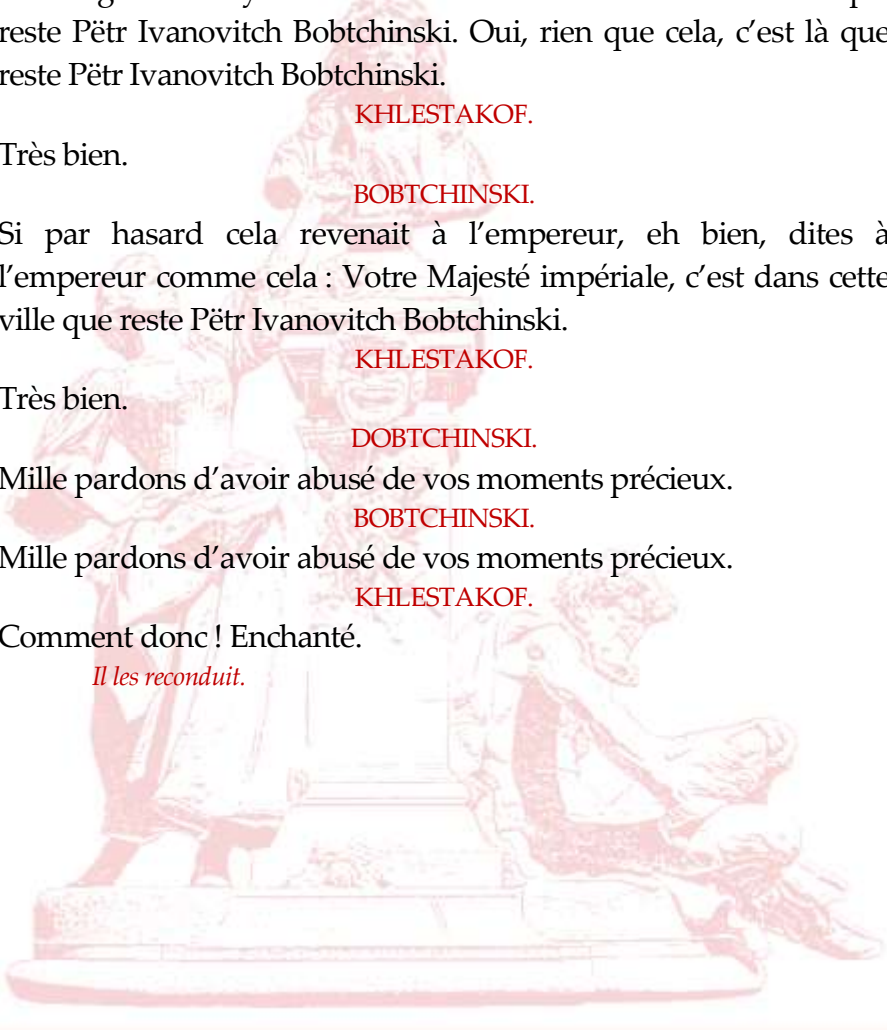 reste Pëtr Ivanovitch Bobtchinski. Oui, rien que cela, c’est là que
reste Pëtr Ivanovitch Bobtchinski.
KHLESTAKOF.
Très bien.
BOBTCHINSKI.
Si par hasard cela revenait à l’empereur, eh bien, dites à
l’empereur comme cela : Votre Majesté impériale, c’est dans cette
ville que reste Pëtr Ivanovitch Bobtchinski.
KHLESTAKOF.
Très bien.
DOBTCHINSKI.
Mille pardons d’avoir abusé de vos moments précieux.
BOBTCHINSKI.
Mille pardons d’avoir abusé de vos moments précieux.
KHLESTAKOF.
Comment donc ! Enchanté.
Il les reconduit.